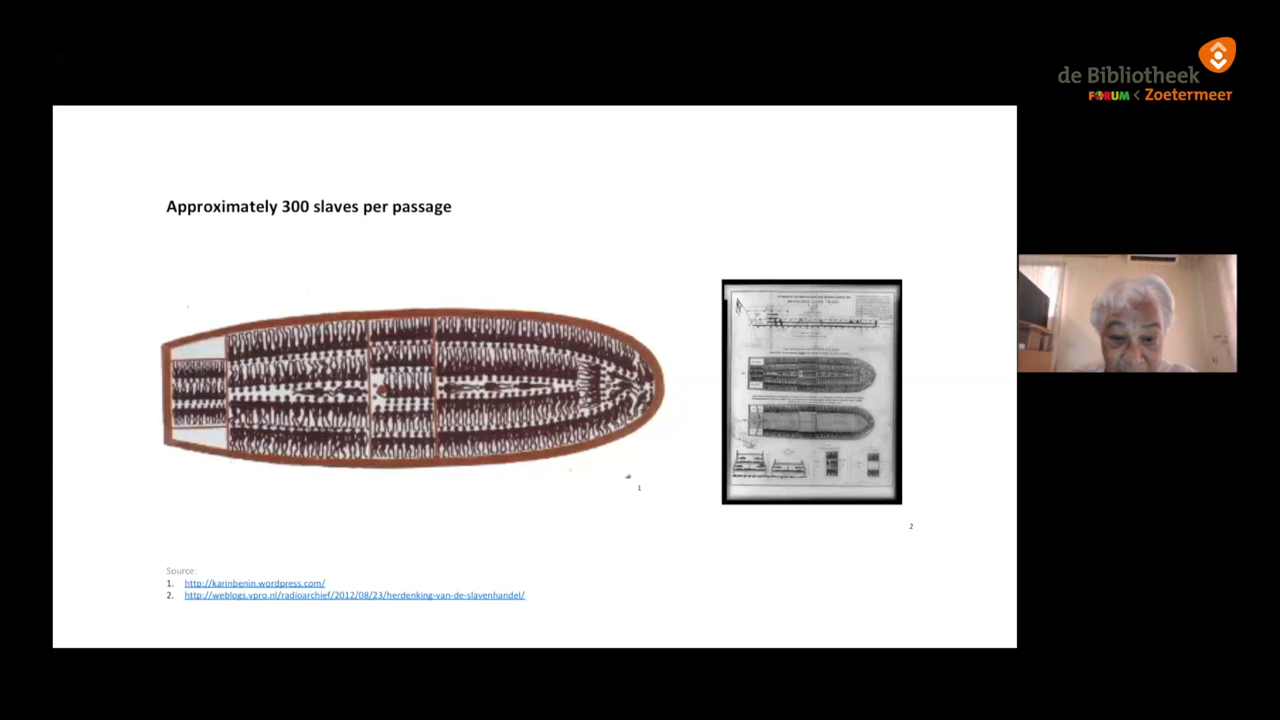 de Bibliotheek
FORUM < Zoetermeer
Approximately 300 slaves per passage
1
2
Source:
1. http://karinbenin.wordpress.com/
2. http://weblogs.vpro.nl/radioarchief/2012/08/23/herdenking-van-de-slavenhandel/